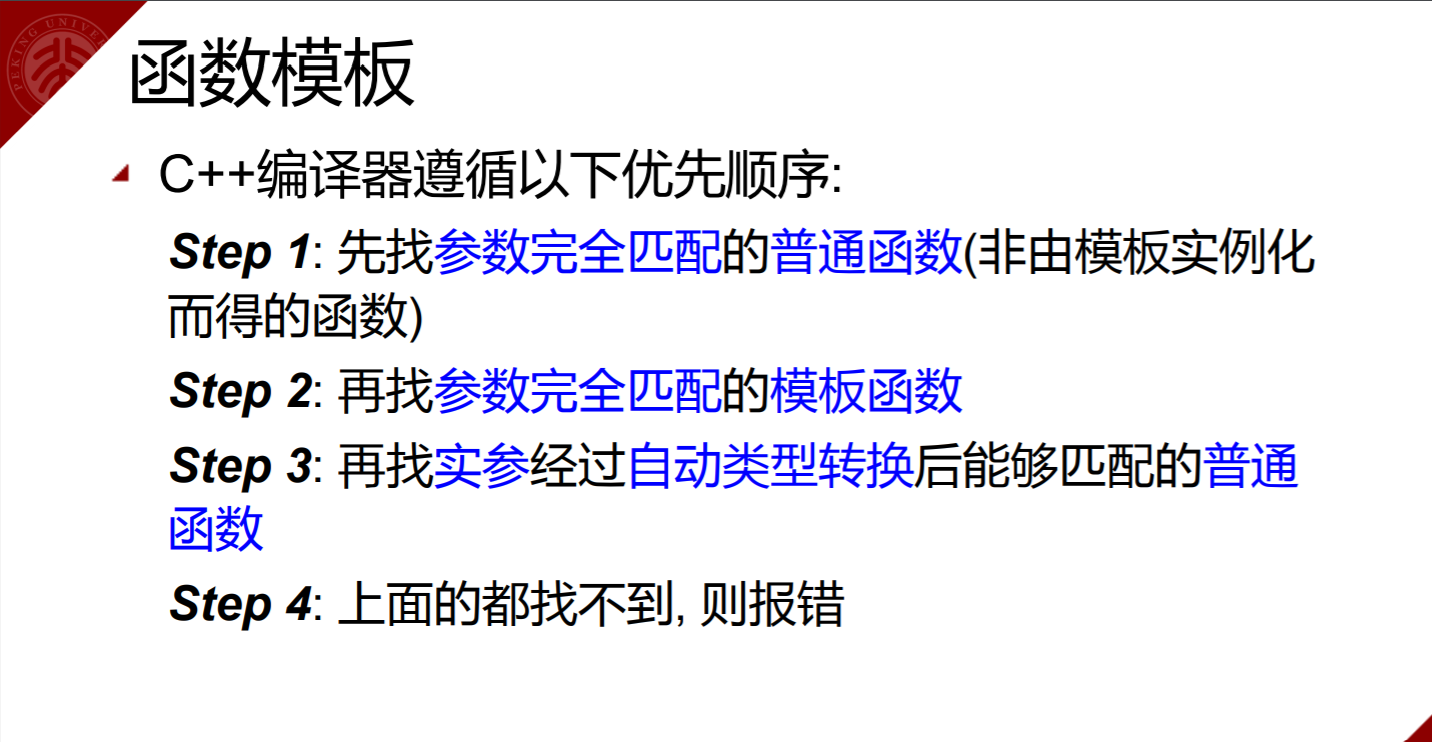 函数模板
C++编译器遵循以下优先顺序:
Step 1: 先找参数完全匹配的普通函数(非由模板实例化
而得的函数)
Step 2: 再找参数完全匹配的模板函数
Step 3: 再找实参经过自动类型转换后能够匹配的普通
函数
Step 4: 上面的都找不到, 则报错